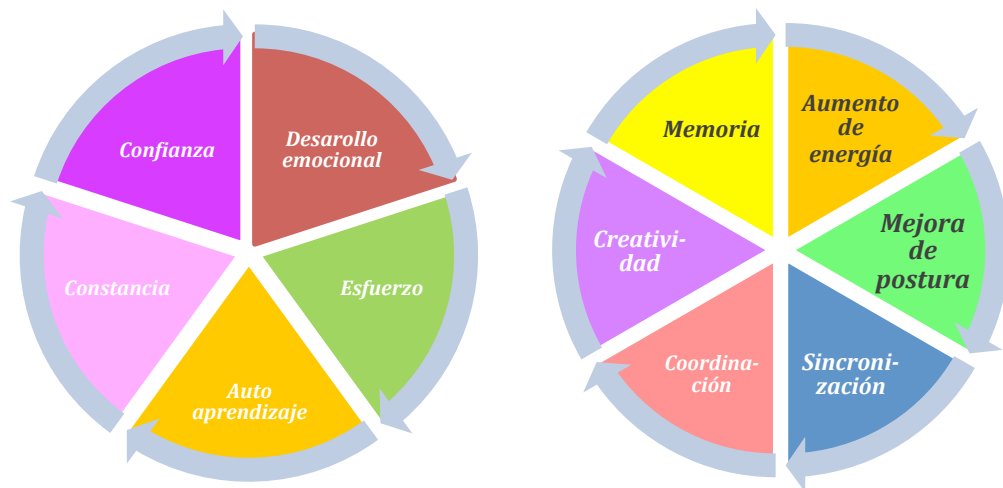 Confianza
Desarollo
emocional
Esfuerzo
Auto
aprendizaje
Constancia
Memoria
Aumento
de
energía
Mejora
de
postura
Sincroni-
zación
Coordina-
ción
Creativi-
dad